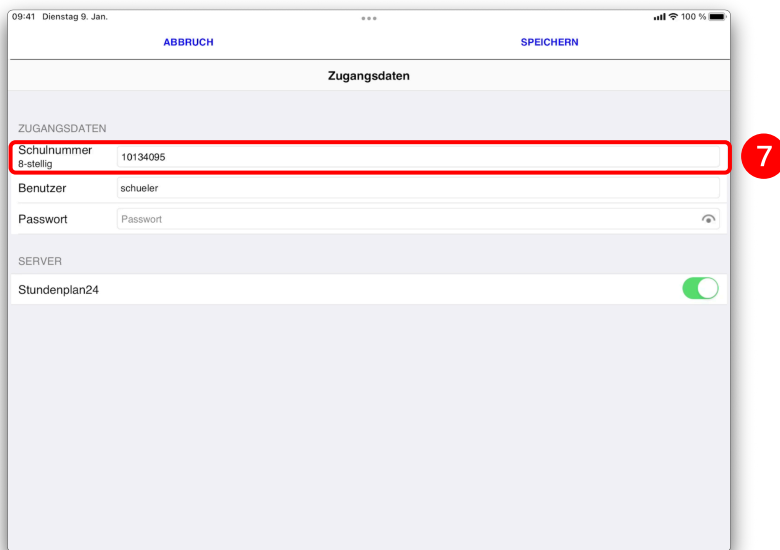 09:41 Dienstag 9. Jan.
100 %
ABBRUCH
SPEICHERN
Zugangsdaten
ZUGANGSDATEN
Schulnummer
8-stellig
10134095
7
Benutzer
schueler
Passwort
Passwort
SERVER
Stundenplan24